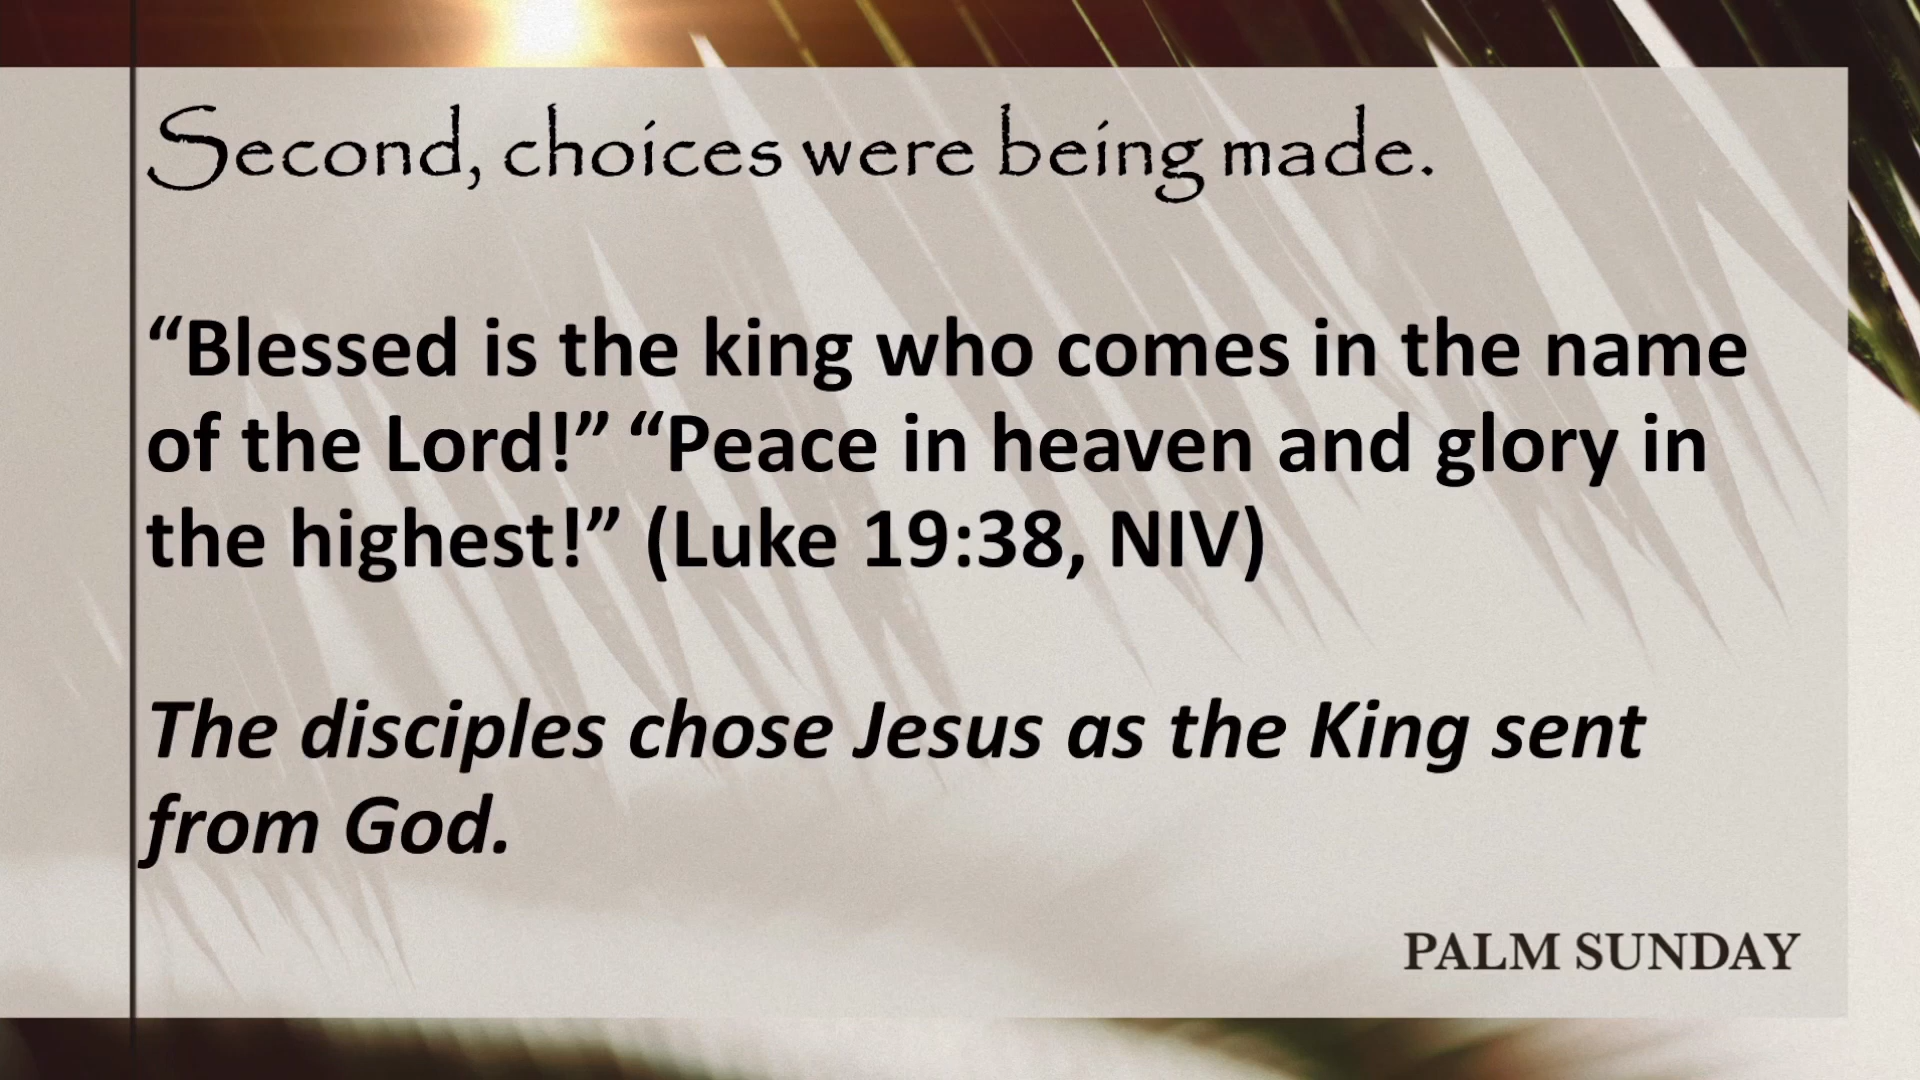 Second, choices were being made.
“Blessed is the king who comes in the name
of the Lord!” “Peace in heaven and glory in
the highest!” (Luke 19:38, NIV)
The disciples chose Jesus as the King sent
from God.
PALM SUNDAY